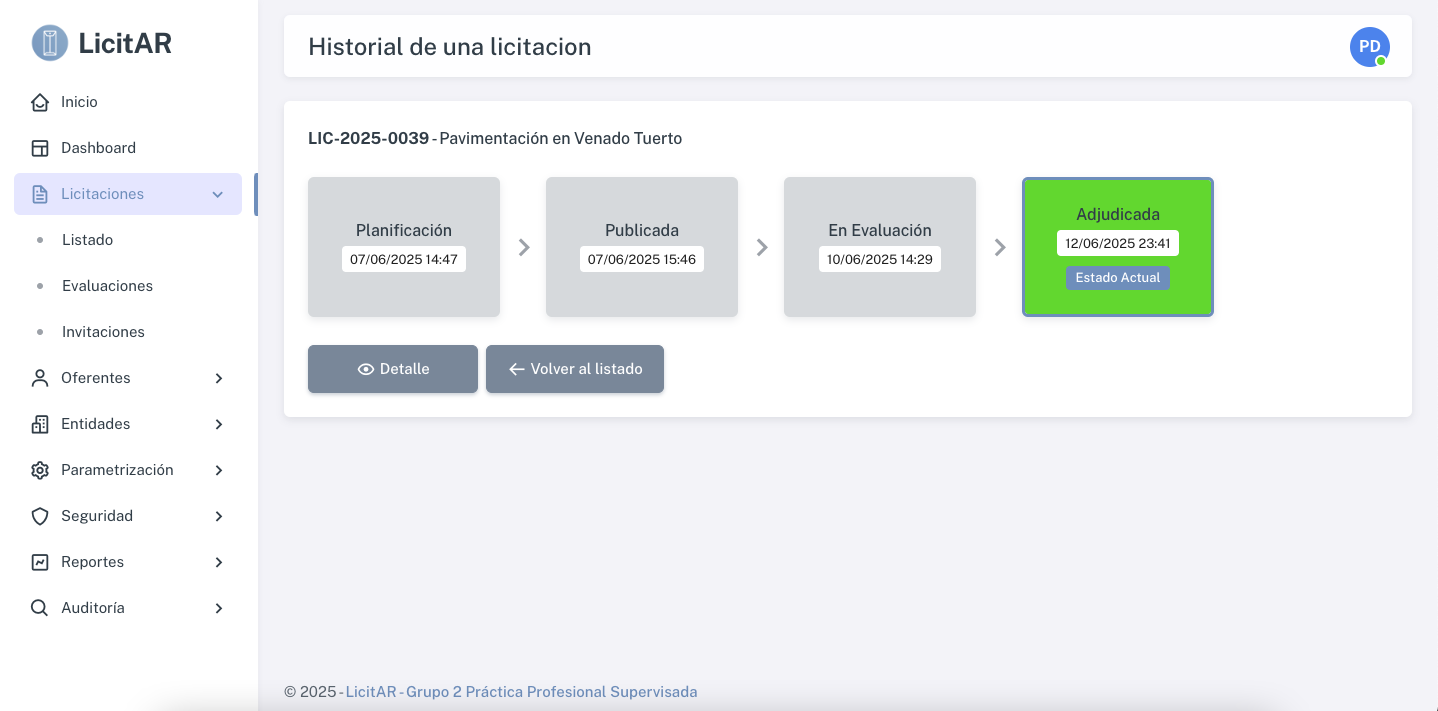 LicitAR
Inicio
Dashboard
Licitaciones
Listado
Evaluaciones
Invitaciones
Oferentes
Entidades
Parametrización
Seguridad
Reportes
Auditoría
Historial de una licitacion
PD
LIC-2025-0039 - Pavimentación en Venado Tuerto
Planificación
07/06/2025 14:47
Publicada
07/06/2025 15:46
En Evaluación
10/06/2025 14:29
Adjudicada
12/06/2025 23:41
Estado Actual
Detalle
Volver al listado
© 2025 - LicitAR - Grupo 2 Práctica Profesional Supervisada